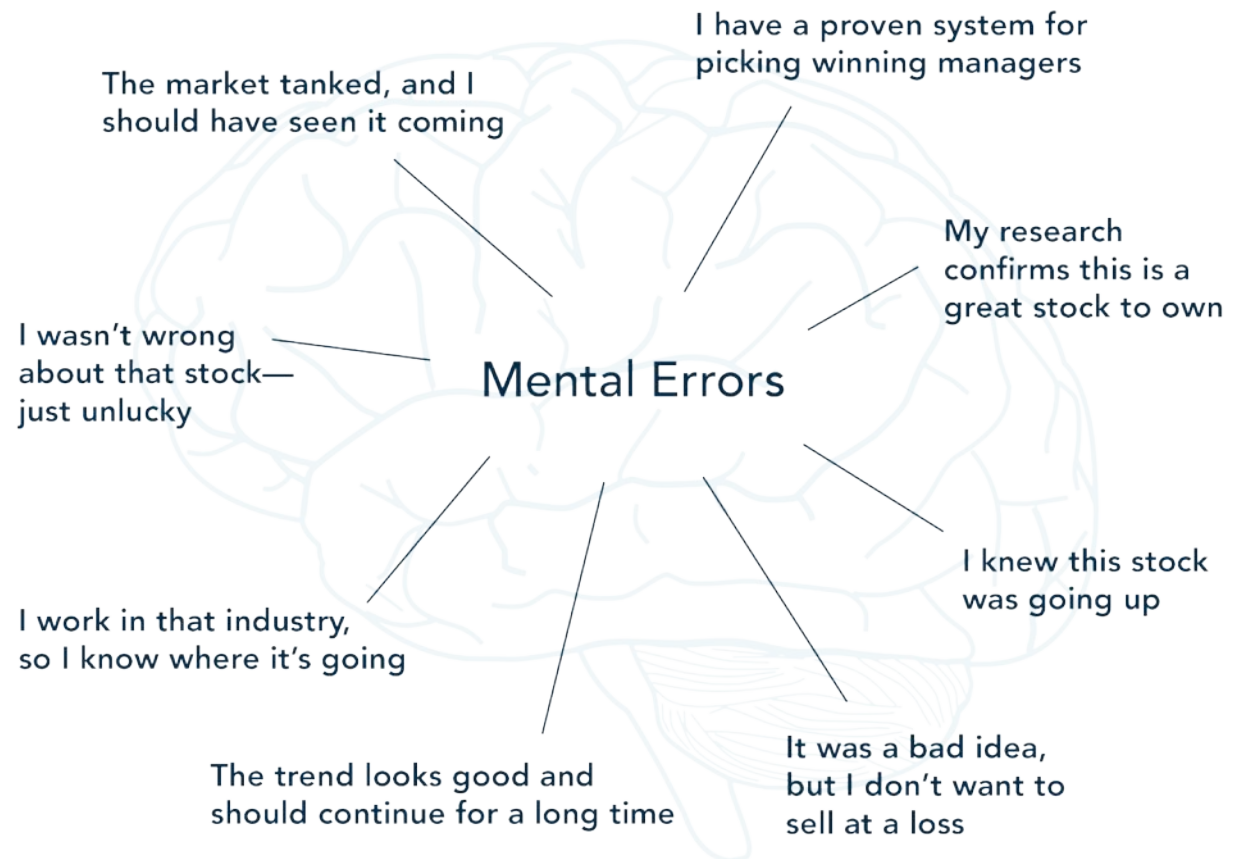 I have a proven system for
picking winning managers
The market tanked, and I
should have seen it coming
My research
confirms this is a
great stock to own
I wasn't wrong
about that stock—
just unlucky
Mental Errors
I knew this stock
was going up
I work in that industry,
so I know where it's going
It was a bad idea,
but I don't want to
sell at a loss
The trend looks good and
should continue for a long time